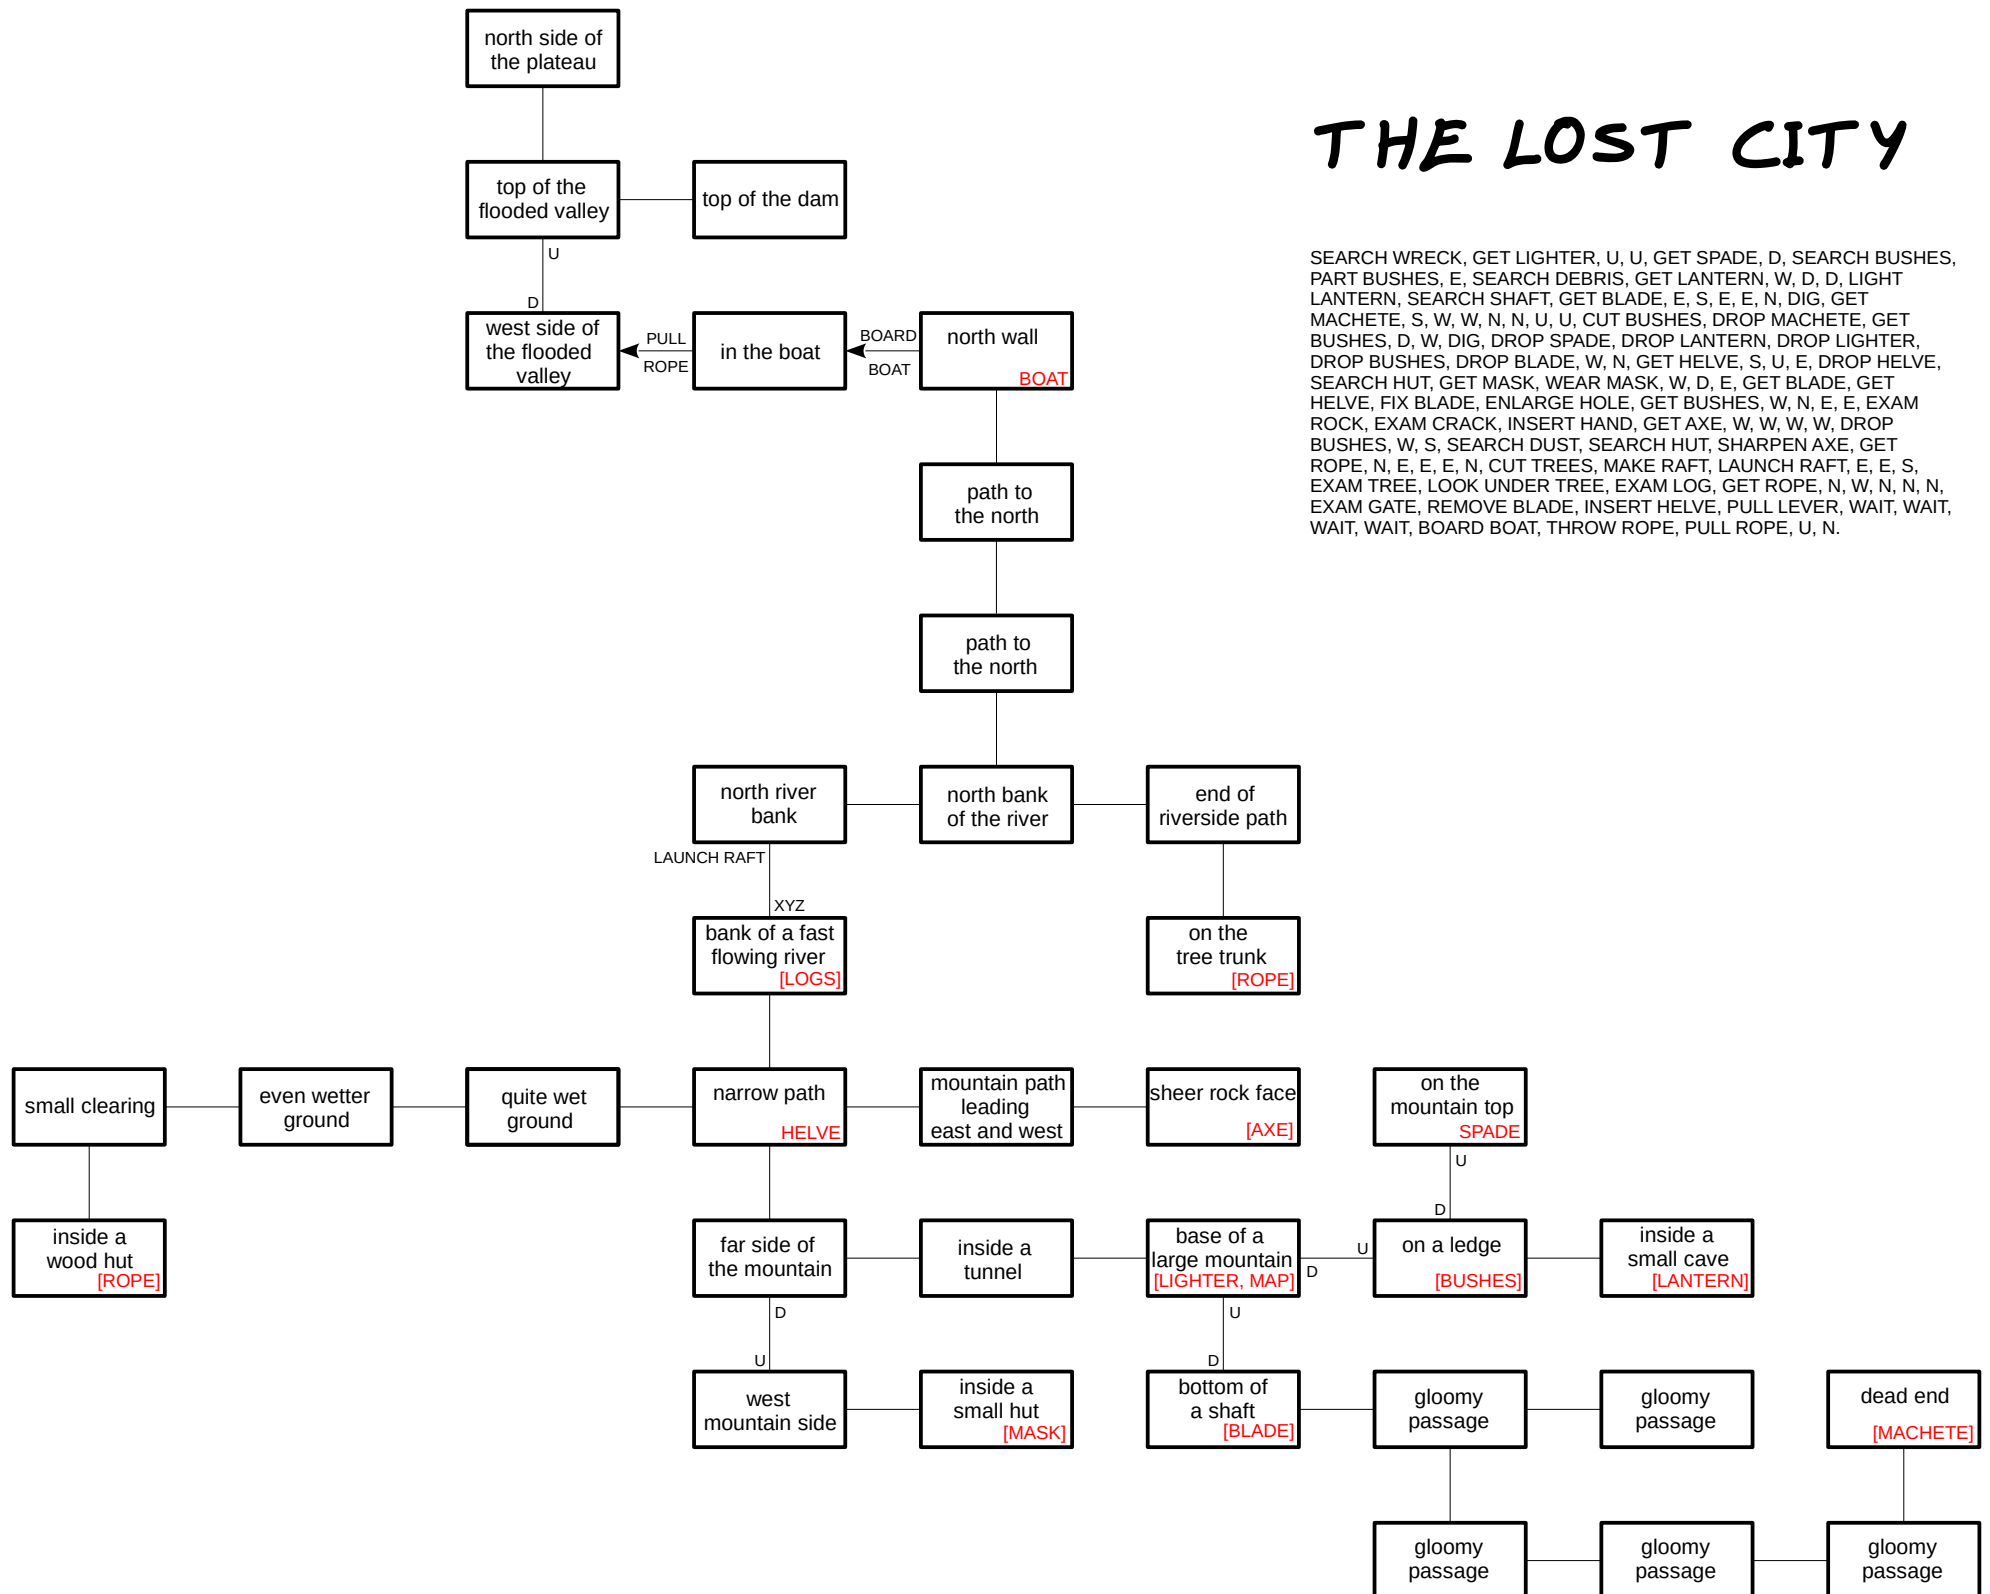 north side of
the plateau
THE LOST CITY
top of the
flooded valley
top of the dam
U
D
SEARCH WRECK, GET LIGHTER, U, U, GET SPADE, D, SEARCH BUSHES,
PART BUSHES, E, SEARCH DEBRIS, GET LANTERN, W, D, D, LIGHT
LANTERN, SEARCH SHAFT, GET BLADE, E, S, E, E, N, DIG, GET
MACHETE, S, W, W, N, N, U, U, CUT BUSHES, DROP MACHETE, GET
BUSHES, D, W, DIG, DROP SPADE, DROP LANTERN, DROP LIGHTER,
DROP BUSHES, DROP BLADE, W, N, GET HELVE, S, U, E, DROP HELVE,
SEARCH HUT, GET MASK, WEAR MASK, W, D, E, GET BLADE, GET
HELVE, FIX BLADE, ENLARGE HOLE, GET BUSHES, W, N, E, E, EXAM
ROCK, EXAM CRACK, INSERT HAND, GET AXE, W, W, W, W, DROP
BUSHES, W, S, SEARCH DUST, SEARCH HUT, SHARPEN AXE, GET
ROPE, N, E, E, E, N, CUT TREES, MAKE RAFT, LAUNCH RAFT, E, E, S,
EXAM TREE, LOOK UNDER TREE, EXAM LOG, GET ROPE, N, W, N, N, N,
EXAM GATE, REMOVE BLADE, INSERT HELVE, PULL LEVER, WAIT, WAIT,
WAIT, WAIT, BOARD BOAT, THROW ROPE, PULL ROPE, U, N.
west side of
the flooded
valley
PULL
ROPE
in the boat
BOARD
BOAT
north wall
BOAT
path to
the north
path to
the north
north river
bank
north bank
of the river
end of
riverside path
LAUNCH RAFT
XYZ
bank of a fast
flowing river
[LOGS]
on the
tree trunk
[ROPE]
small clearing
even wetter
ground
quite wet
ground
narrow path
HELVE
mountain path
leading
east and west
sheer rock face
[AXE]
on the
mountain top
SPADE
U
D
inside a
wood hut
[ROPE]
far side of
the mountain
inside a
tunnel
base of a
large mountain
[LIGHTER, MAP]
U
D
on a ledge
[BUSHES]
inside a
small cave
[LANTERN]
D
U
U
D
west
mountain side
inside a
small hut
[MASK]
bottom of
a shaft
[BLADE]
gloomy
passage
gloomy
passage
dead end
[MACHETE]
gloomy
passage
gloomy
passage
gloomy
passage